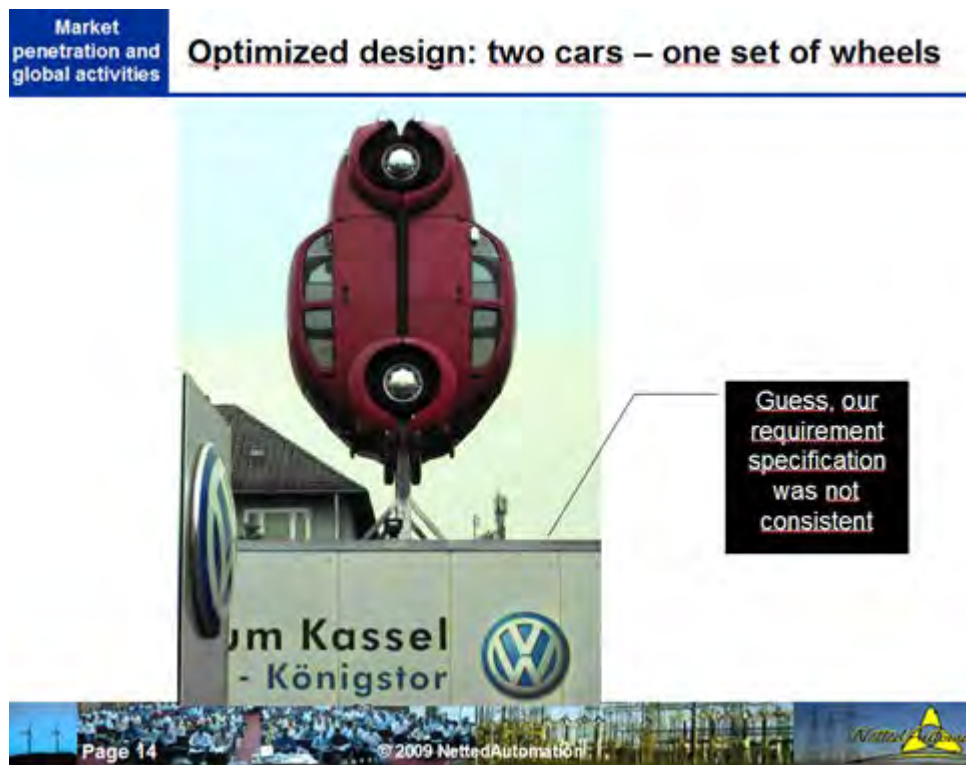 Market
penetration and
global activities
Optimized design: two cars – one set of wheels
Guess, our
requirement
specification
was not
consistent
um Kassel
- Königstor
Page 14
© 2009 NettedAutomation